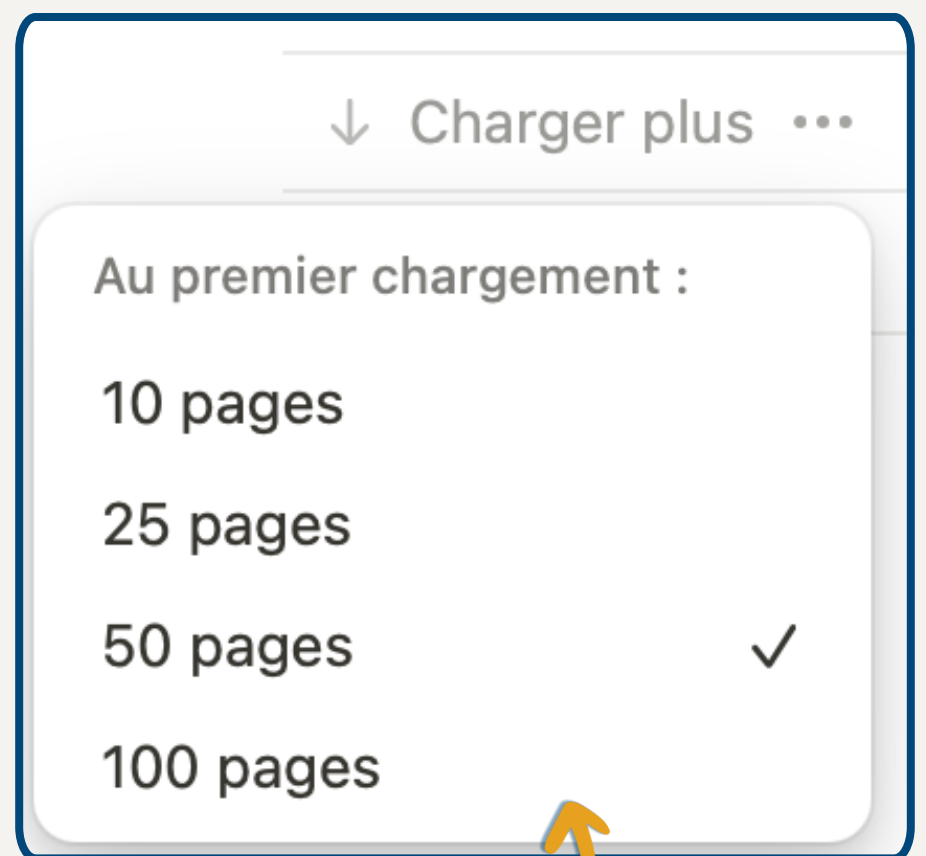 Charger plus ...
Au premier chargement :
10 pages
25 pages
50 pages
100 pages